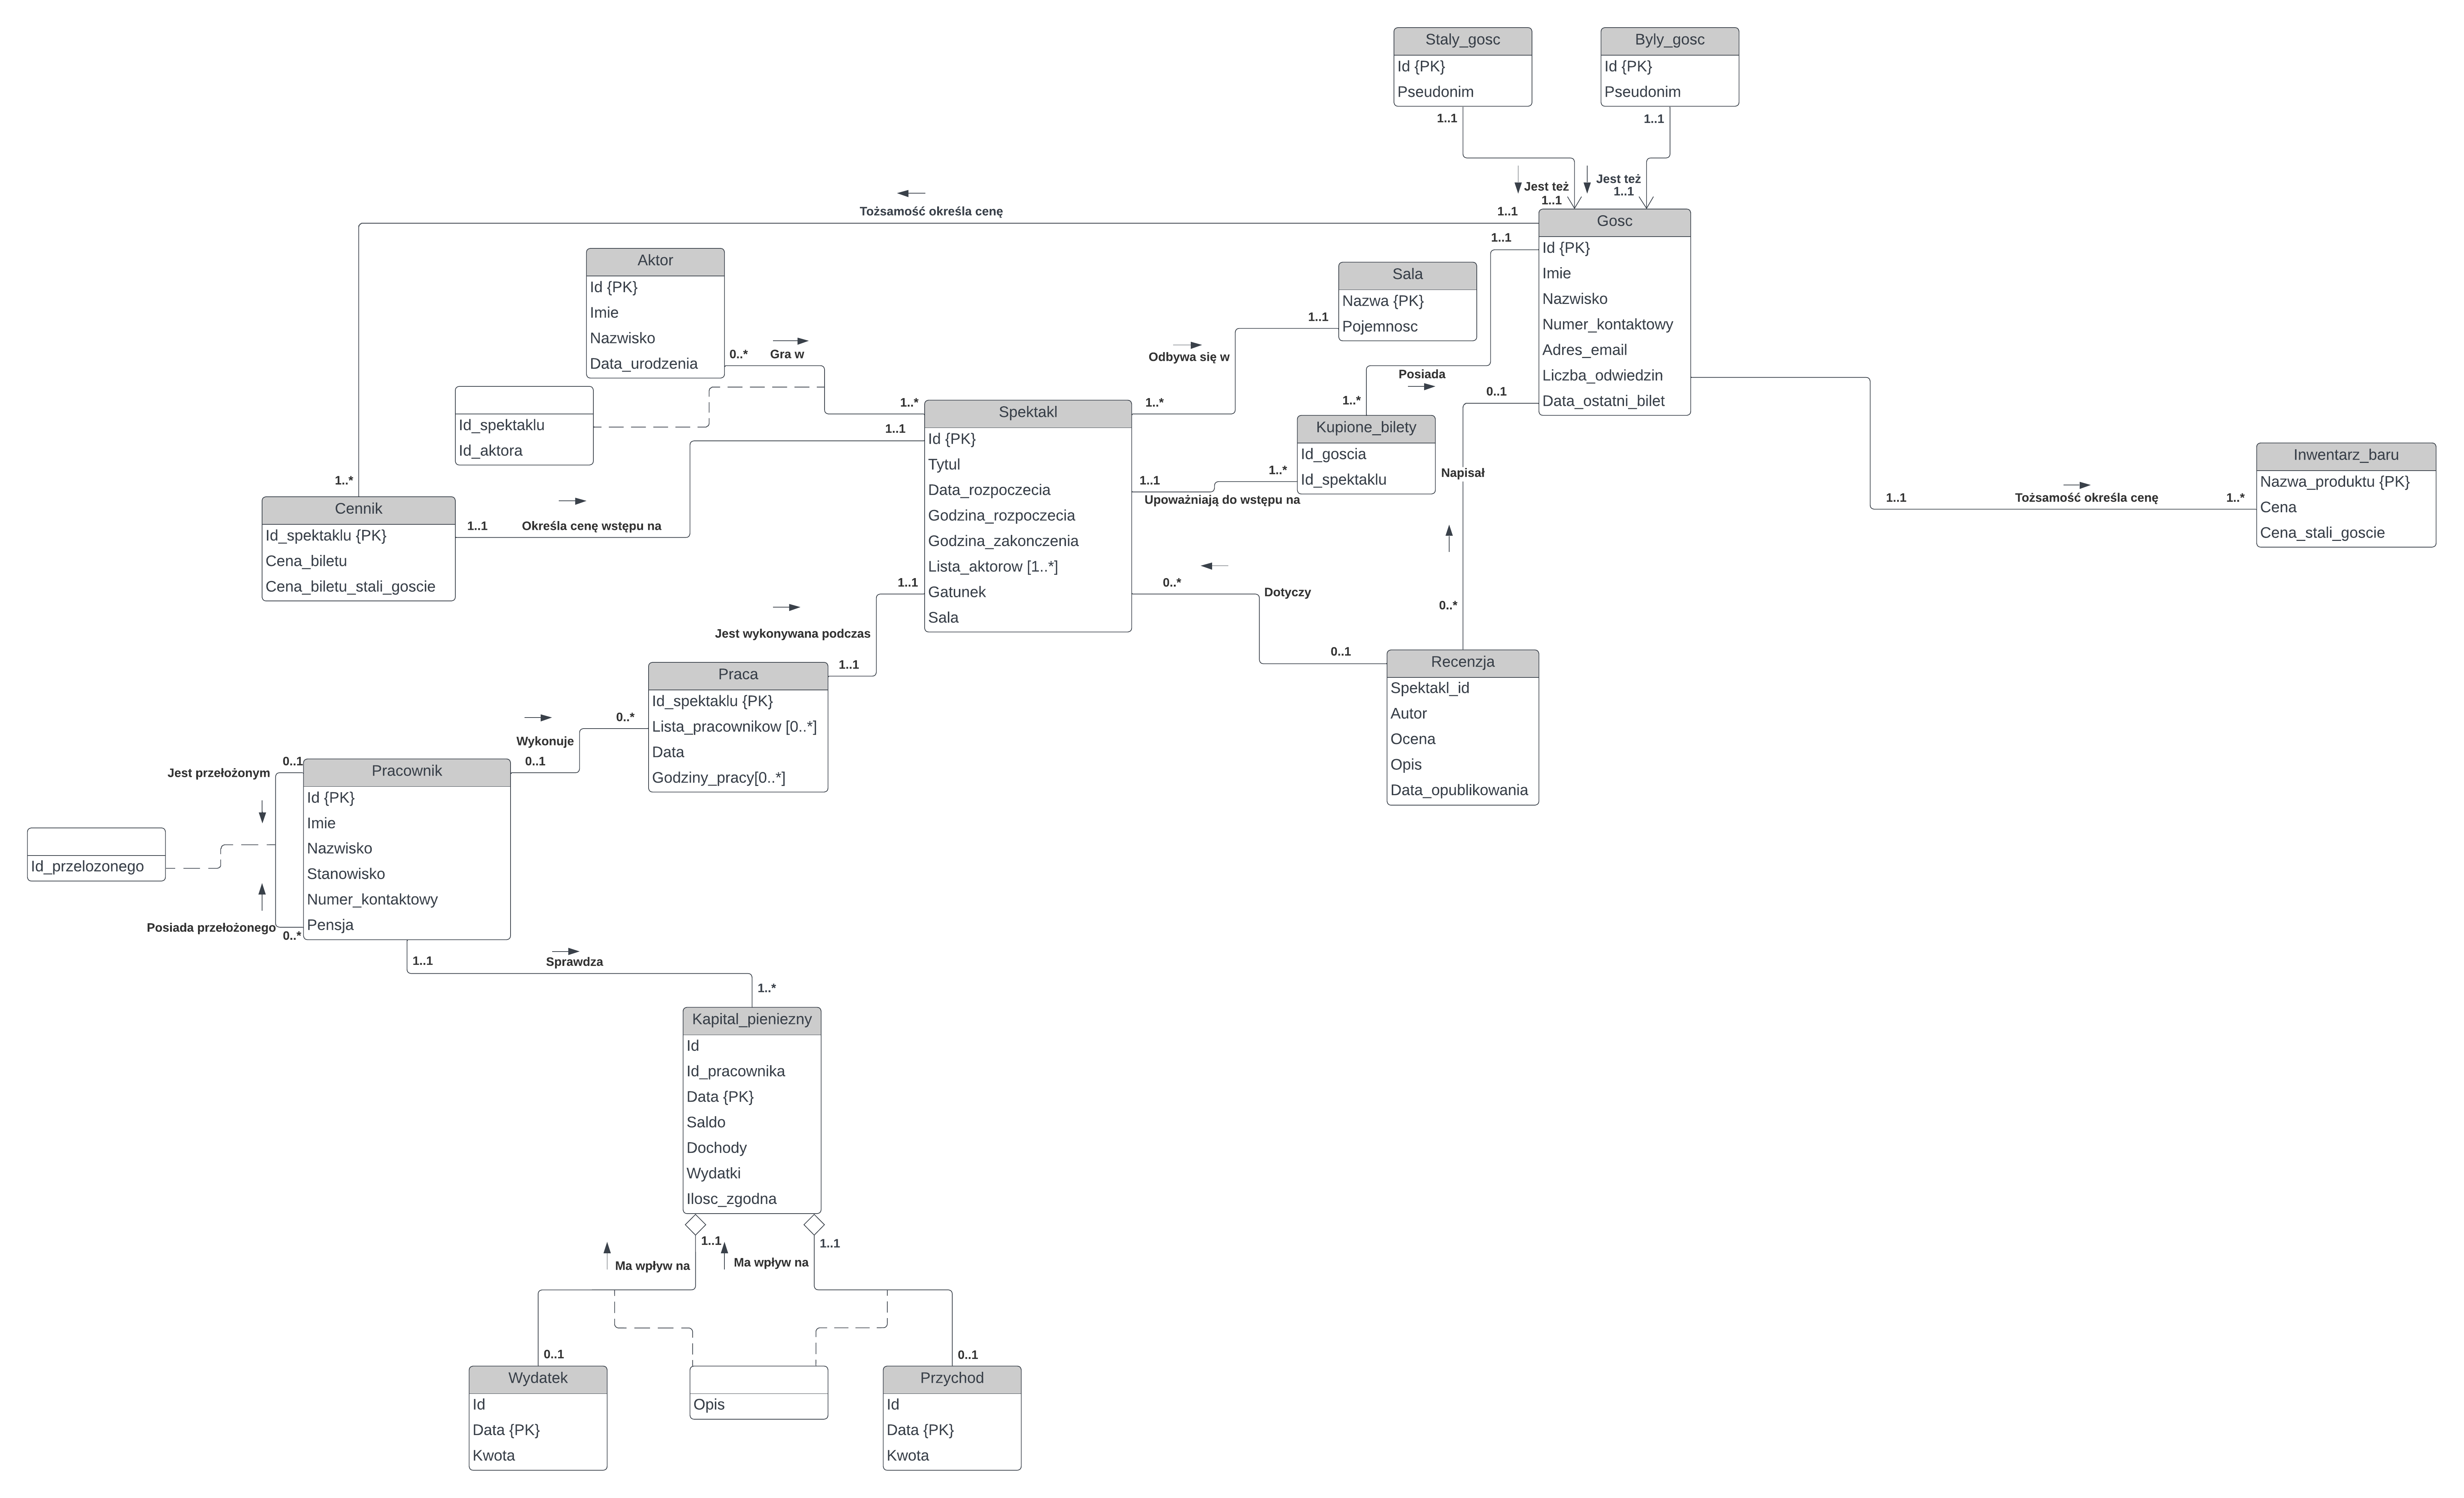 Staly_gosc
Id {PK}
Pseudonim
1..1
Byly_gosc
Id {PK}
Pseudonim
1..1
Jest też
1..1
Jest też
1..1
Tożsamość określa cenę
1..1
1..*
Gosc
Id {PK}
Imie
Nazwisko
Numer_kontaktowy
Adres_email
Liczba_odwiedzin
Data_ostatni_bilet
1..1
Posiada
1..*
0..1
Napisał
0..*
Aktor
Id {PK}
Imie
Nazwisko
Data_urodzenia
0..*
Gra w
1..*
Id_spektaklu
Id_aktora
Sala
Nazwa {PK}
Pojemnosc
1..1
Odbywa się w
1..*
Spektakl
Id {PK}
Tytul
Data_rozpoczecia
Godzina_rozpoczecia
Godzina_zakonczenia
Lista_aktorow [1..*]
Gatunek
Sala
Kupione_bilety
Id_goscia
Id_spektaklu
1..1
1..*
Upoważniają do wstępu na
Inwentarz_baru
Nazwa_produktu {PK}
Cena
Cena_stali_goscie
1..1
Tożsamość określa cenę
1..*
Cennik
Id_spektaklu {PK}
Cena_biletu
Cena_biletu_stali_goscie
1..1
Określa cenę wstępu na
1..1
0..*
Dotyczy
0..1
Recenzja
Spektakl_id
Autor
Ocena
Opis
Data_opublikowania
1..1
Jest wykonywana podczas
1..1
Praca
Id_spektaklu {PK}
Lista_pracownikow [0..*]
Data
Godziny_pracy[0..*]
0..*
Wykonuje
0..1
Jest przełożonym
0..1
Pracownik
Id {PK}
Imie
Nazwisko
Stanowisko
Numer_kontaktowy
Pensja
Id_przelozonego
Posiada przełożonego
0..*
1..1
Sprawdza
1..*
Kapital_pieniezny
Id
Id_pracownika
Data {PK}
Saldo
Dochody
Wydatki
Ilosc_zgodna
1..1
Ma wpływ na
1..1
Ma wpływ na
0..1
0..1
Wydatek
Id
Data {PK}
Kwota
Opis
Przychod
Id
Data {PK}
Kwota